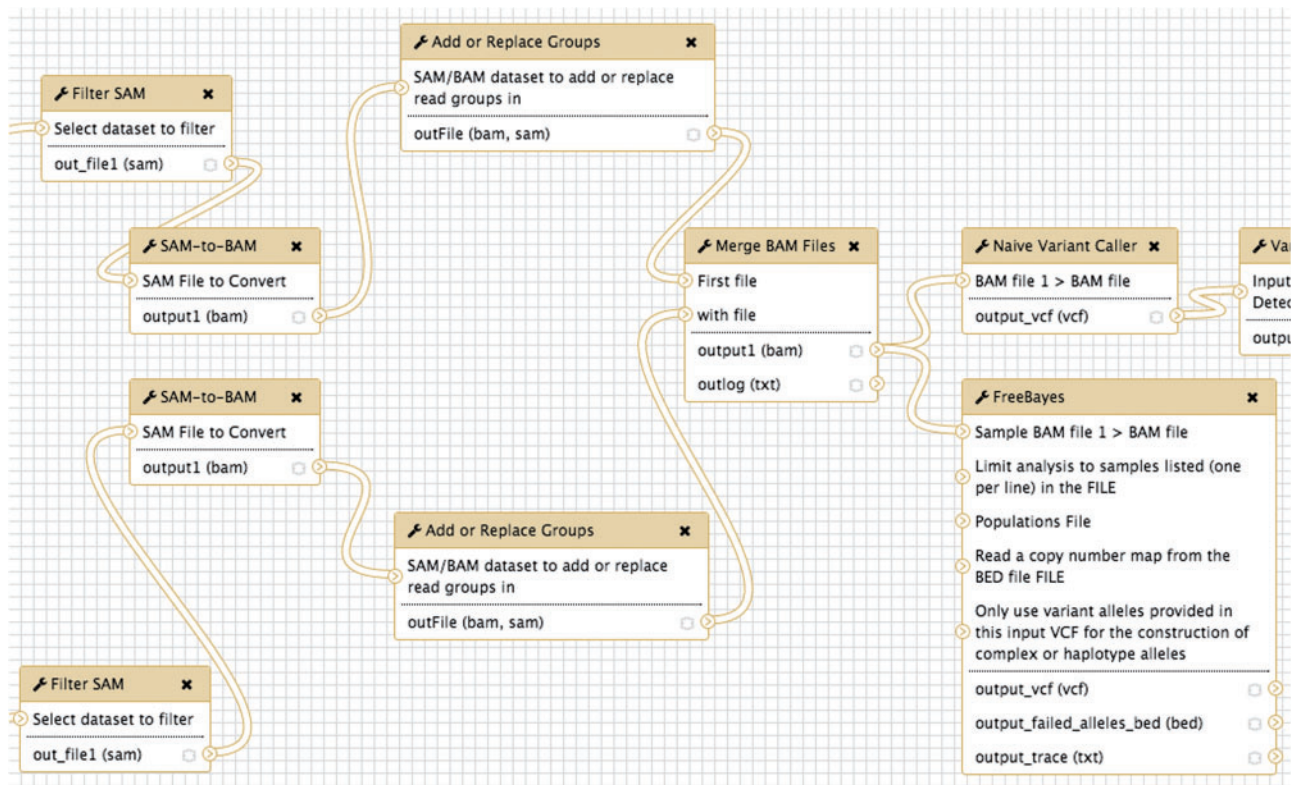 Add or Replace Groups
SAM/BAM dataset to add or replace
read groups in
outFile (bam, sam)
Filter SAM
Select dataset to filter
out_file1 (sam)
SAM-to-BAM
SAM File to Convert
output1 (bam)
Merge BAM Files
First file
with file
output1 (bam)
outlog (txt)
Naive Variant Caller
BAM file 1 > BAM file
output_vcf (vcf)
Input
SAM-to-BAM
SAM File to Convert
output1 (bam)
FreeBayes
Sample BAM file 1 > BAM file
Limit analysis to samples listed (one
per line) in the FILE
Populations File
Read a copy number map from the
BED file FILE
Only use variant alleles provided in
this input VCF for the construction of
complex or haplotype alleles
output_vcf (vcf)
output_failed_alleles_bed (bed)
output_trace (txt)
Add or Replace Groups
SAM/BAM dataset to add or replace
read groups in
outFile (bam, sam)
Filter SAM
Select dataset to filter
out_file1 (sam)